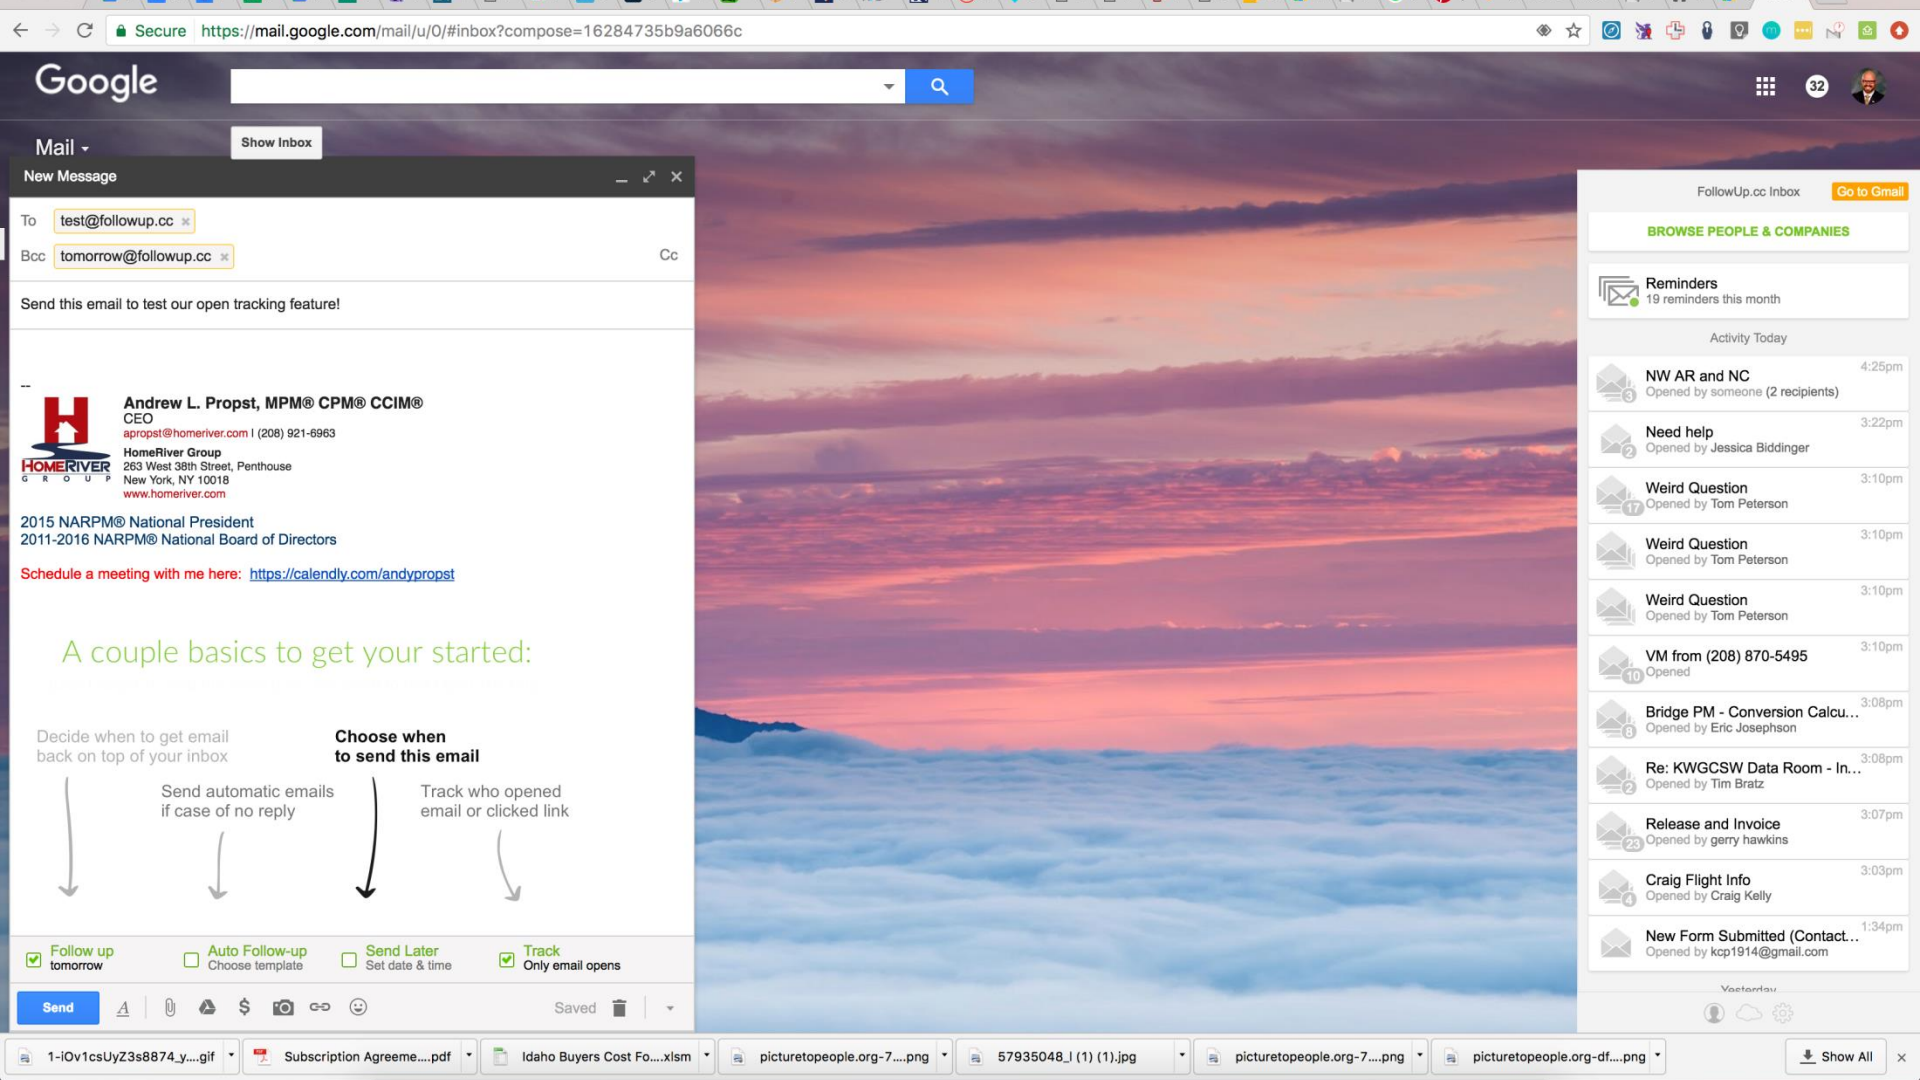 Secure https://mail.google.com/mail/u/0/#inbox?compose=16284735b9a6066c
Google
32
Mail
Show Inbox
New Message
To test@followup.cc
Bcc tomorrow@followup.cc Cc
Send this email to test our open tracking feature!
--
HOMERIVER
GROUP
Andrew L. Propst, MPM® CPM® CCIM®
CEO
apropst@homeriver.com | (208) 921-6963
HomeRiver Group
263 West 38th Street, Penthouse
New York, NY 10018
www.homeriver.com
2015 NARPM® National President
2011-2016 NARPM® National Board of Directors
Schedule a meeting with me here: https://calendly.com/andypropst
A couple basics to get your started:
Decide when to get email
back on top of your inbox
Send automatic emails
if case of no reply
Choose when
to send this email
Track who opened
email or clicked link
Follow up
tomorrow
Auto Follow-up
Choose template
Send Later
Set date & time
Track
Only email opens
Send
Saved
FollowUp.cc Inbox Go to Gmail
BROWSE PEOPLE & COMPANIES
Reminders
19 reminders this month
Activity Today
NW AR and NC 4:25pm
3 Opened by someone (2 recipients)
Need help 3:22pm
2 Opened by Jessica Biddinger
Weird Question 3:10pm
17 Opened by Tom Peterson
Weird Question 3:10pm
Opened by Tom Peterson
Weird Question 3:10pm
Opened by Tom Peterson
VM from (208) 870-5495 3:10pm
10 Opened
Bridge PM - Conversion Calcu... 3:08pm
8 Opened by Eric Josephson
Re: KWGCSW Data Room - In... 3:08pm
2 Opened by Tim Bratz
Release and Invoice 3:07pm
23 Opened by gerry hawkins
Craig Flight Info 3:03pm
4 Opened by Craig Kelly
New Form Submitted (Contact... 1:34pm
Opened by kcp1914@gmail.com
Yesterday
1-iOv1csUyZ3s8874_y....gif
Subscription Agreeme....pdf
Idaho Buyers Cost Fo....xlsm
picturetopeople.org-7....png
57935048_l (1) (1).jpg
picturetopeople.org-7....png
picturetopeople.org-df....png
Show All